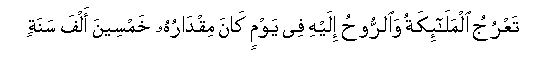 تَعْرُجُ ٱلْمَلَـٰٓئِكَةُ وَٱلرُّوحُ إِلَيْهِ فِى يَوْمٍ كَانَ مِقْدَارُهُۥ خَمْسِينَ أَلْفَ سَنَةٍ